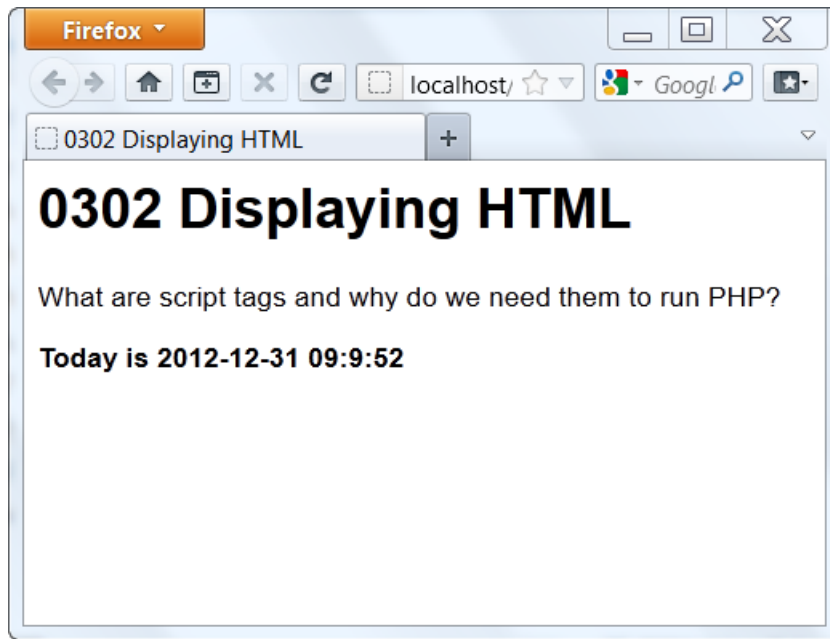 Firefox
localhost/ Googl
0302 Displaying HTML
0302 Displaying HTML
What are script tags and why do we need them to run PHP?
Today is 2012-12-31 09:9:52